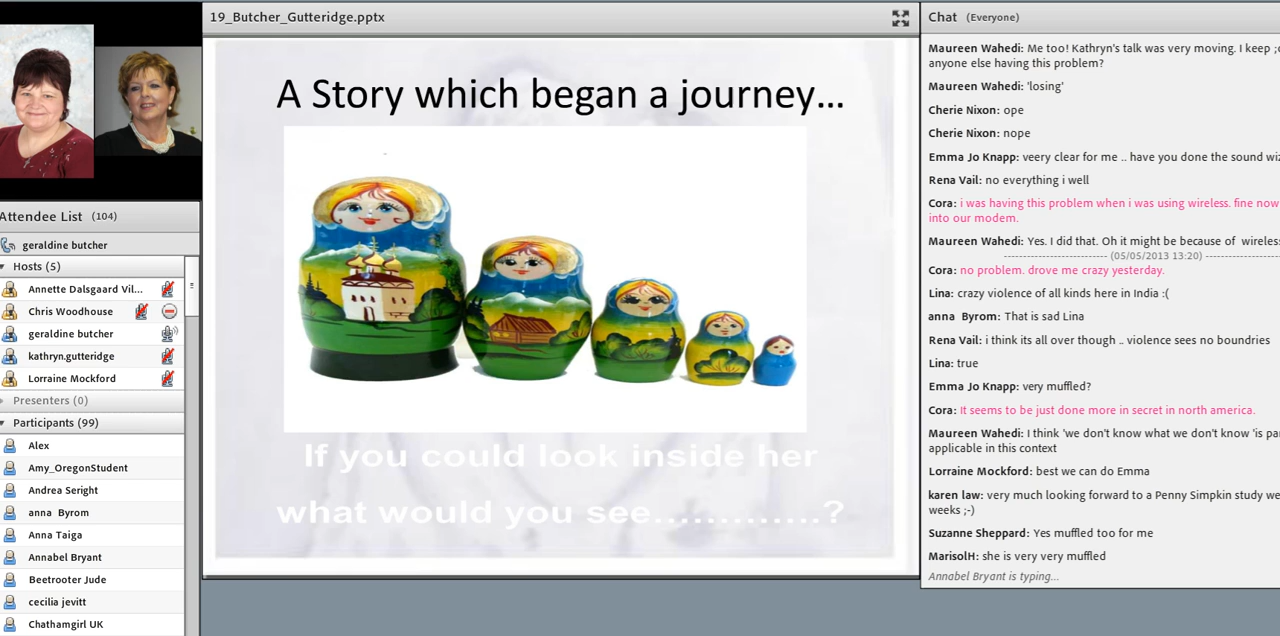 19_Butcher_Gutteridge.pptx
A Story which began a journey...
If you could look inside her
what would you see.............?
Attendee List (104)
geraldine butcher
Hosts (5)
Annette Dalsgaard Vil...
Chris Woodhouse
geraldine butcher
kathryn.gutteridge
Lorraine Mockford
Presenters (0)
Participants (99)
Alex
Amy_OregonStudent
Andrea Seright
anna Byrom
Anna Taiga
Annabel Bryant
Beetrooter Jude
cecilia jevitt
Chathamgirl UK
Chat (Everyone)
Maureen Wahedi: Me too! Kathryn's talk was very moving. I keep
anyone else having this problem?
Maureen Wahedi: 'losing'
Cherie Nixon: ope
Cherie Nixon: nope
Emma Jo Knapp: veery clear for me .. have you done the sound
Rena Vail: no everything i well
Cora: i was having this problem when i was using wireless. fine now
into our modem.
Maureen Wahedi: Yes. I did that. Oh it might be because of
(05/05/2013 13:20)
Cora: no problem. drove me crazy yesterday.
Lina: crazy violence of all kinds here in India :(
anna Byrom: That is sad Lina
Rena Vail: i think its all over though .. violence sees no boundries
Lina: true
Emma Jo Knapp: very muffled?
Cora: It seems to be just done more in secret in north america.
Maureen Wahedi: I think 'we don't know what we don't know 'is
applicable in this context
Lorraine Mockford: best we can do Emma
karen law: very much looking forward to a Penny Simpkin study
weeks ;-)
Suzanne Sheppard: Yes muffled too for me
MarisolH: she is very very muffled
Annabel Bryant is typing...